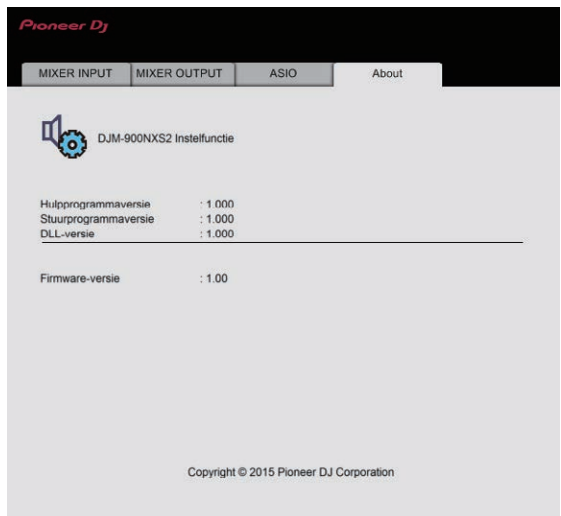 Pioneer Dj
MIXER INPUT MIXER OUTPUT ASIO About
DJM-900NXS2 Instelfunctie
Hulpprogrammaversie : 1.000
Stuurprogrammaversie : 1.000
DLL-versie : 1.000
Firmware-versie : 1.00
Copyright © 2015 Pioneer DJ Corporation